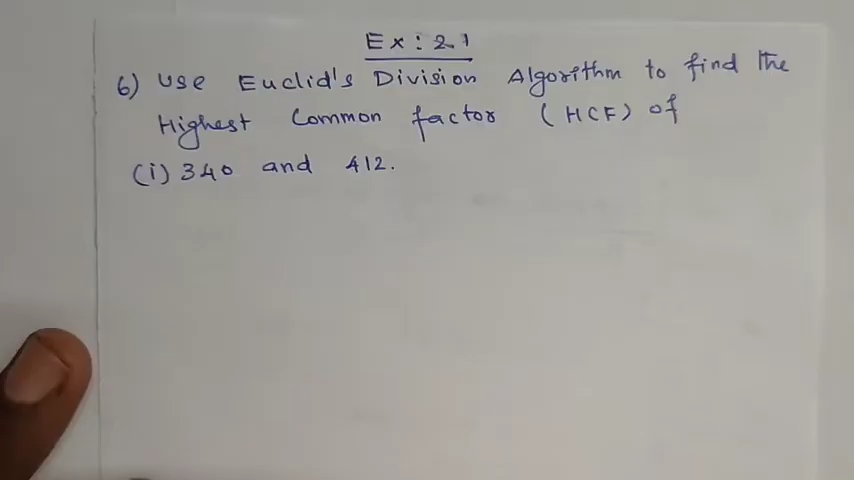 Ex: 2.1
6) Use Euclid's Division Algorithm to find the
Highest Common factor (HCF) of
(i) 340 and 412.